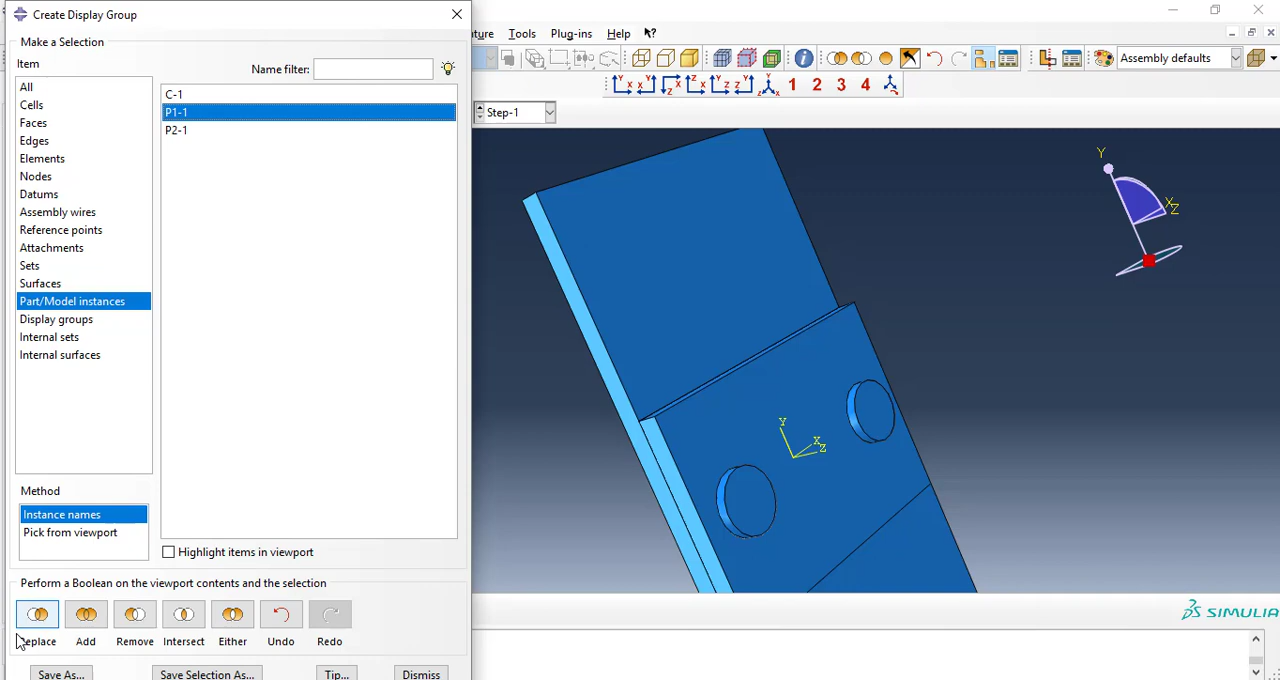 Create Display Group
ture Tools Plug-ins Help
Make a Selection
Item
Name filter:
Assembly defaults
1 2 3 4
Step-1
All
Cells
Faces
Edges
Elements
Nodes
Datums
Assembly wires
Reference points
Attachments
Sets
Surfaces
Part/Model instances
Display groups
Internal sets
Internal surfaces
C-1
P1-1
P2-1
Y
X
Z
Y
X
Z
Method
Instance names
Pick from viewport
Highlight items in viewport
Perform a Boolean on the viewport contents and the selection
Replace Add Remove Intersect Either Undo Redo
Save As... Save Selection As... Tip... Dismiss
SIMULIA